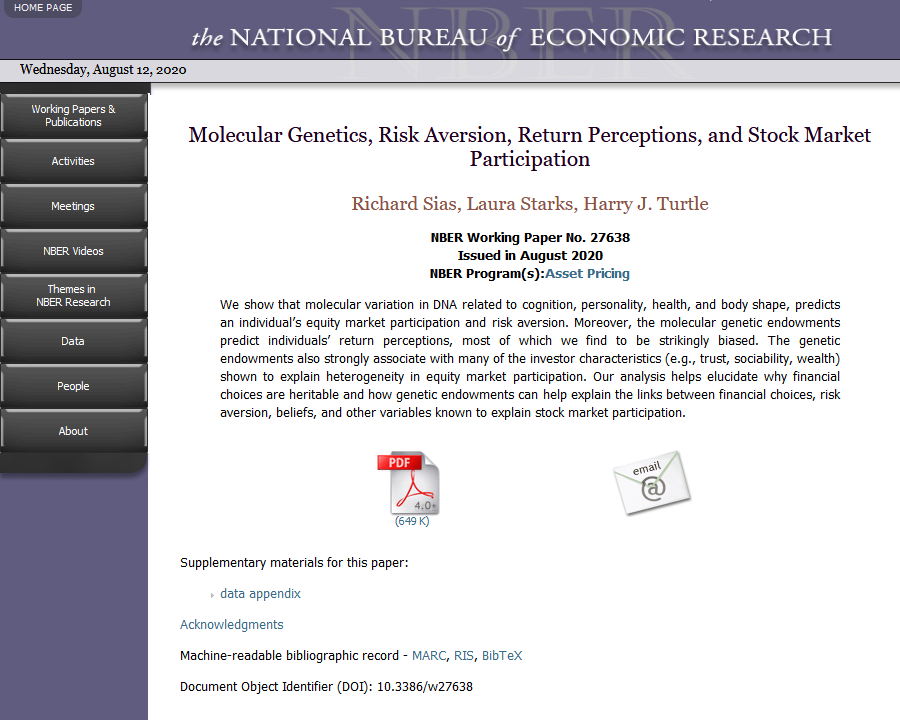 HOME PAGE
NBER
the NATIONAL BUREAU of ECONOMIC RESEARCH
Wednesday, August 12, 2020
Working Papers &
Publications
Activities
Meetings
NBER Videos
Themes in
NBER Research
Data
People
About
Molecular Genetics, Risk Aversion, Return Perceptions, and Stock Market
Participation
Richard Sias, Laura Starks, Harry J. Turtle
NBER Working Paper No. 27638
Issued in August 2020
NBER Program(s):Asset Pricing
We show that molecular variation in DNA related to cognition, personality, health, and body shape, predicts
an individual’s equity market participation and risk aversion. Moreover, the molecular genetic endowments
predict individuals’ return perceptions, most of which we find to be strikingly biased. The genetic
endowments also strongly associate with many of the investor characteristics (e.g., trust, sociability, wealth)
shown to explain heterogeneity in equity market participation. Our analysis helps elucidate why financial
choices are heritable and how genetic endowments can help explain the links between financial choices, risk
aversion, beliefs, and other variables known to explain stock market participation.
PDF
4,0+
(649 K)
email
@
Supplementary materials for this paper:
data appendix
Acknowledgments
Machine-readable bibliographic record - MARC, RIS, BibTeX
Document Object Identifier (DOI): 10.3386/w27638